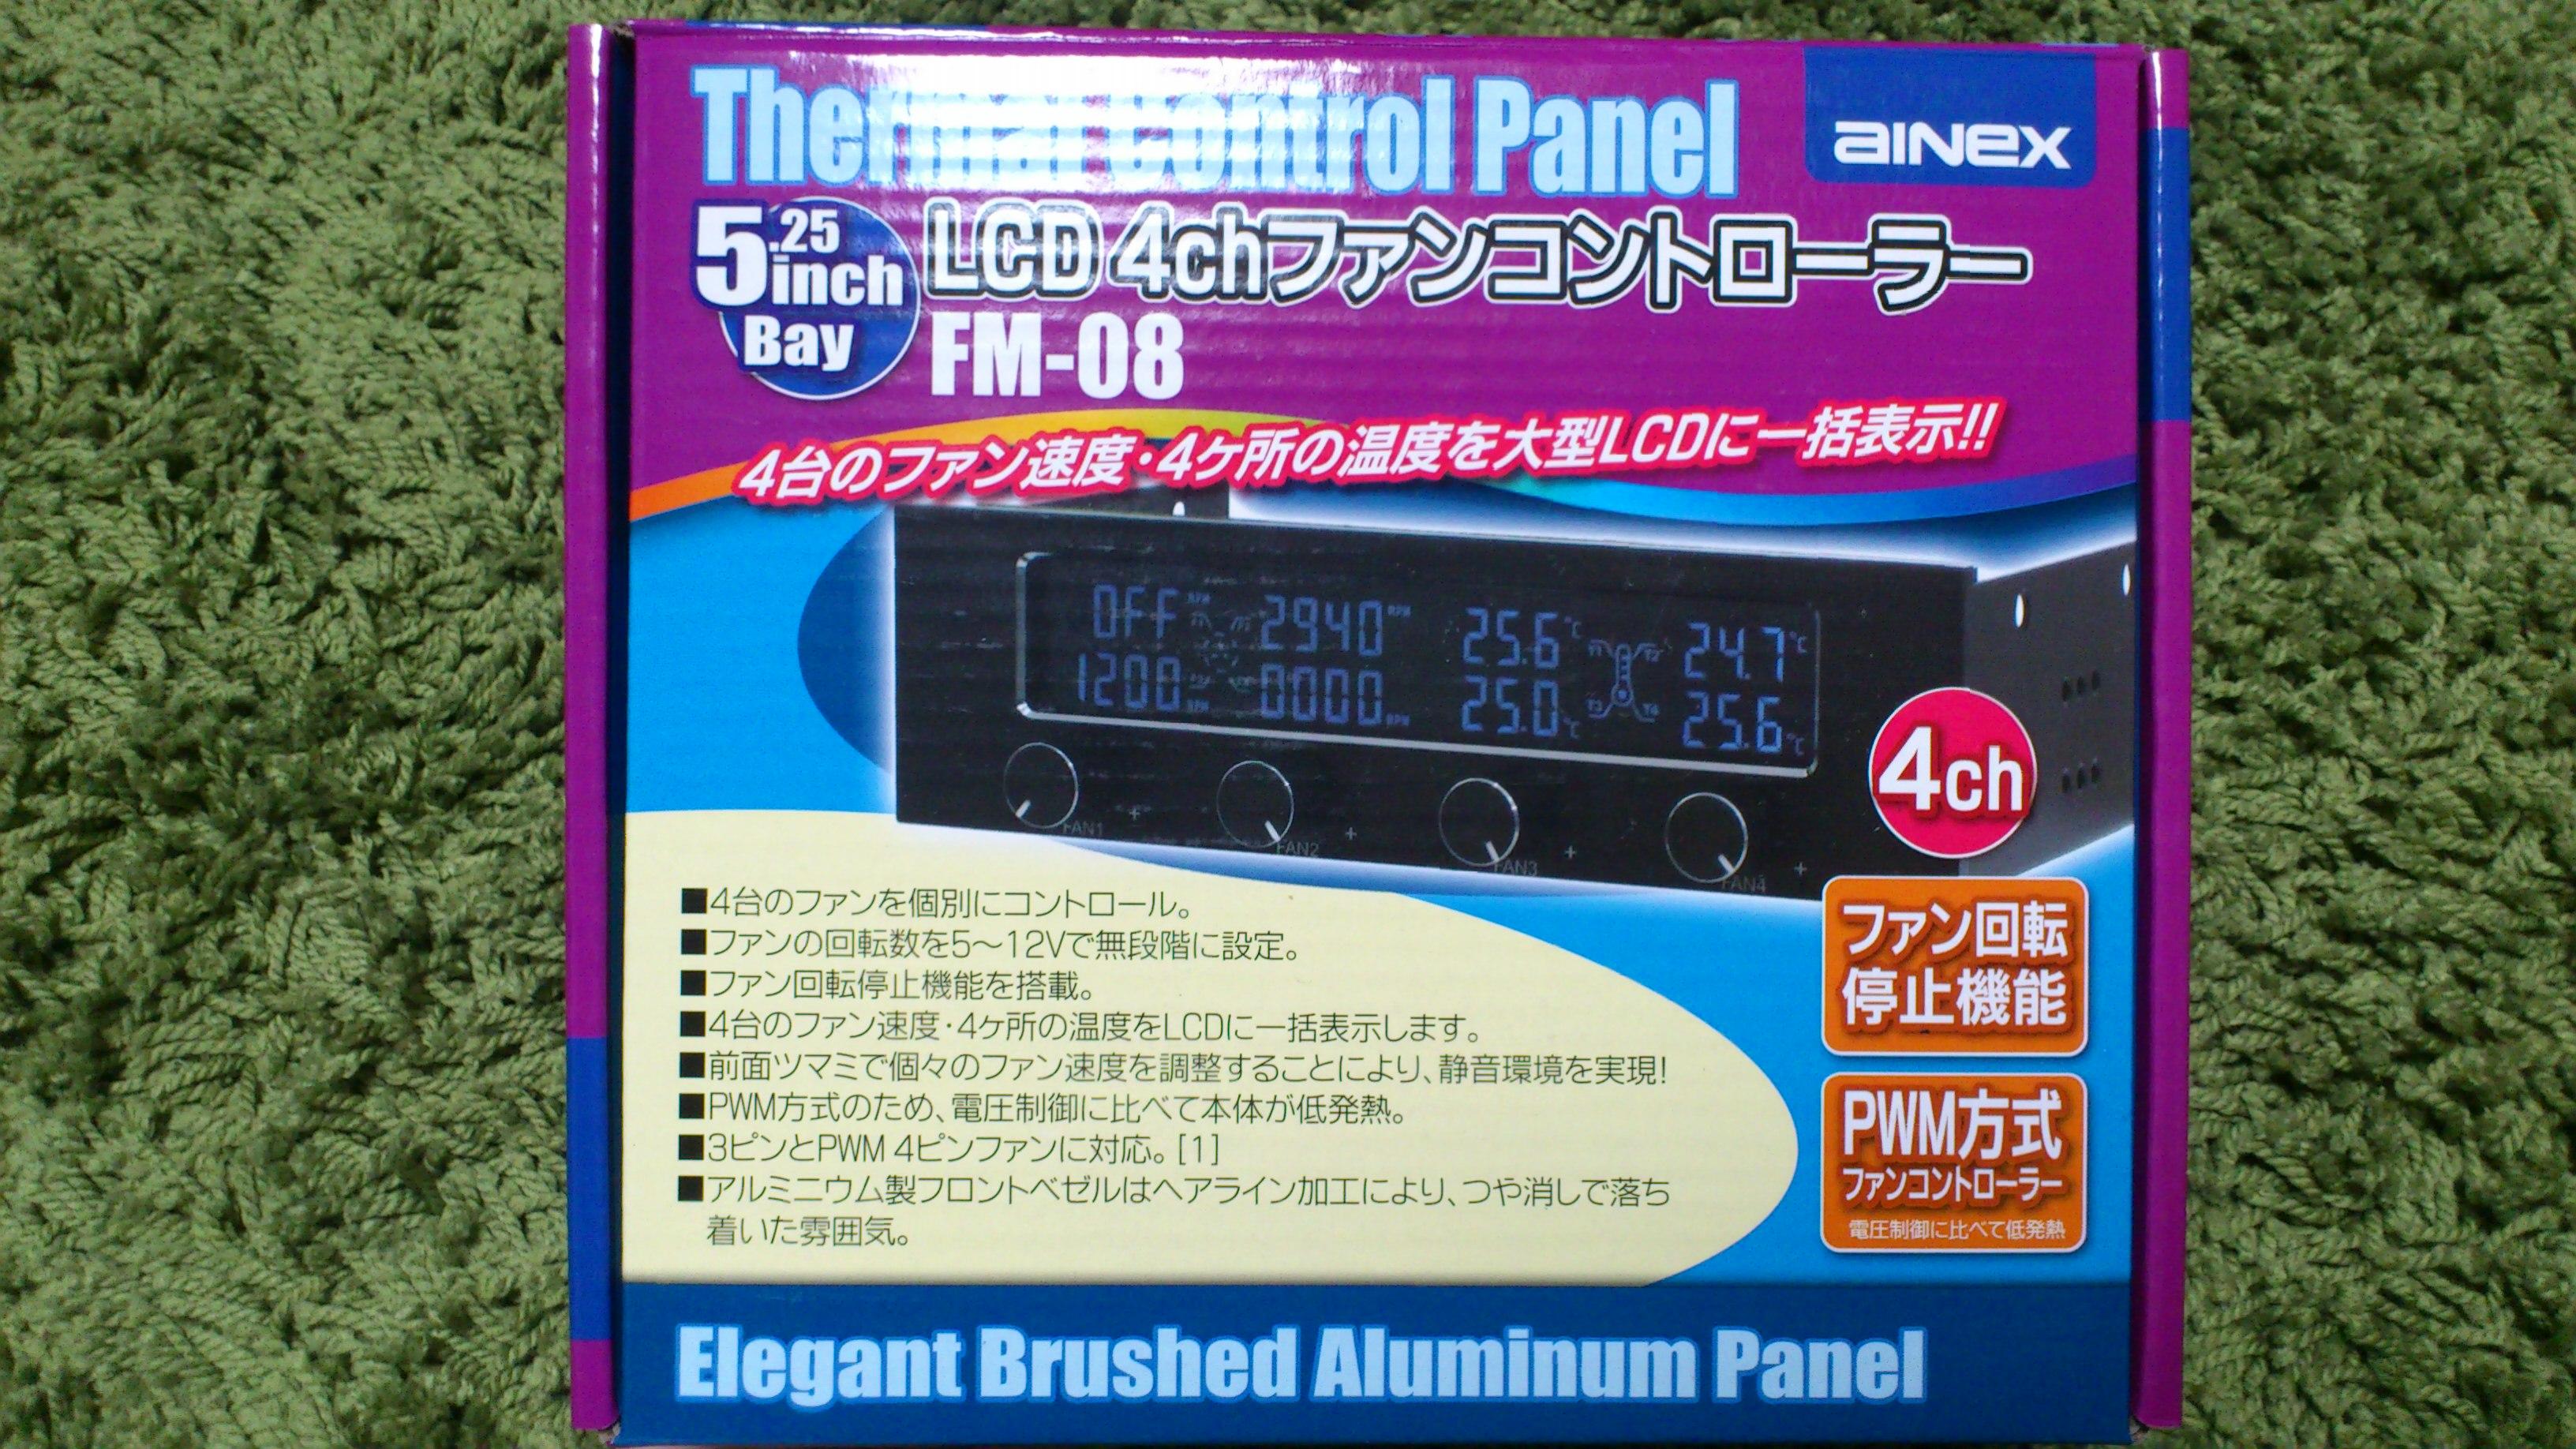 Thermal Control Panel
aiNex
5.25 inch Bay
LCD 4chファンコントローラー
FM-08
4台のファン速度・4ヶ所の温度を大型LCDに一括表示!!
OFF RPM 2940 RPM 25.6 ℃ T1 T2 24.7 ℃
1200 RPM 0000 RPM 25.0 ℃ T3 T4 25.6 ℃
FAN1 + FAN2 + FAN3 + FAN4 +
4ch
■4台のファンを個別にコントロール。
■ファンの回転数を5〜12Vで無段階に設定。
■ファン回転停止機能を搭載。
■4台のファン速度・4ヶ所の温度をLCDに一括表示します。
■前面ツマミで個々のファン速度を調整することにより、静音環境を実現!
■PWM方式のため、電圧制御に比べて本体が低発熱。
■3ピンとPWM 4ピンファンに対応。[1]
■アルミニウム製フロントベゼルはヘアライン加工により、つや消しで落ち
着いた雰囲気。
ファン回転
停止機能
PWM方式
ファンコントローラー
電圧制御に比べて低発熱
Elegant Brushed Aluminum Panel